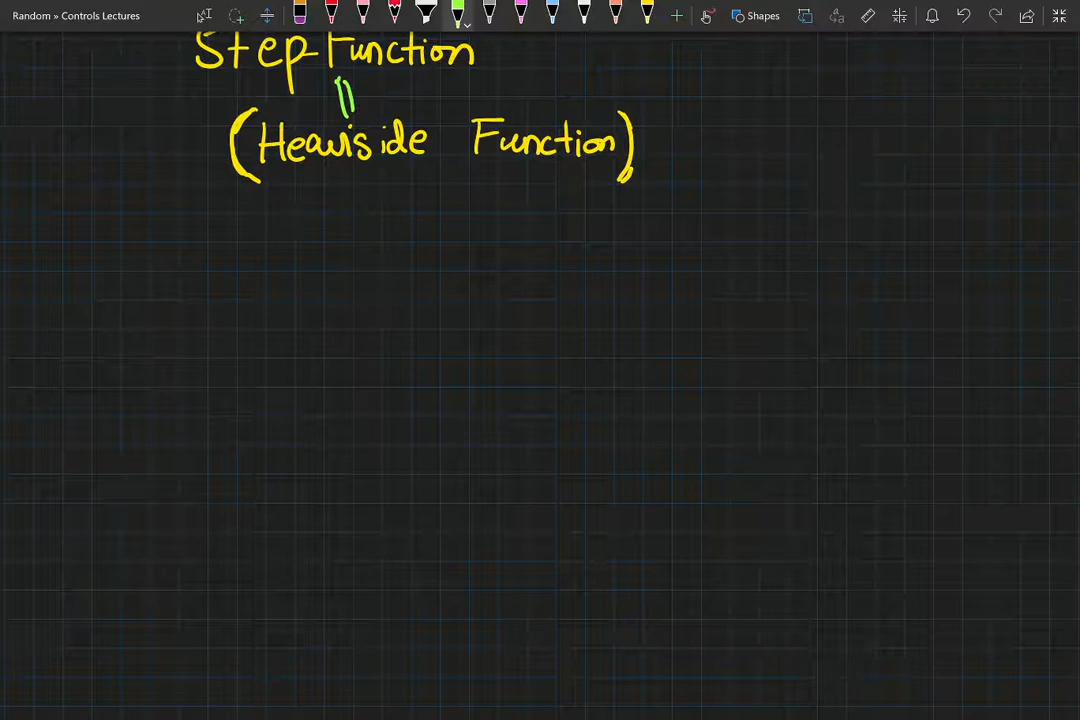 Random » Controls Lectures
Shapes
Step Function
(Heaviside Function)